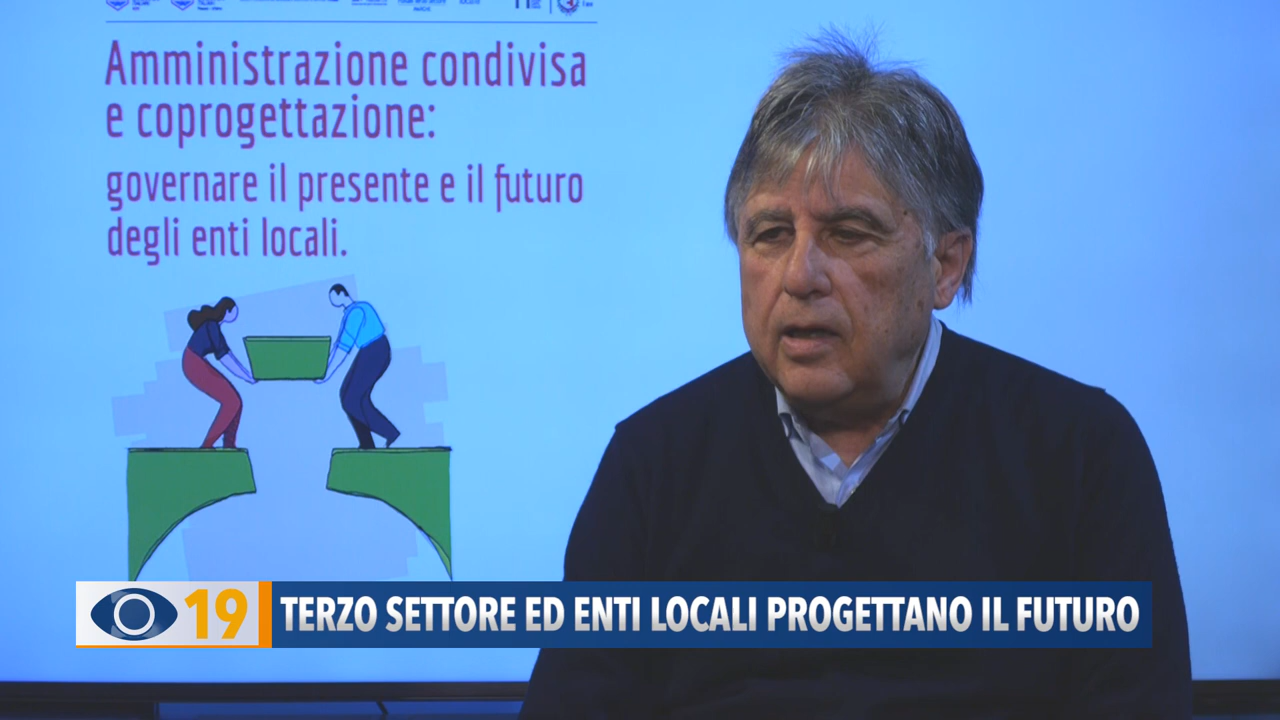 Amministrazione condivisa
e coprogettazione:
governare il presente e il futuro
degli enti locali.
19 TERZO SETTORE ED ENTI LOCALI PROGETTANO IL FUTURO